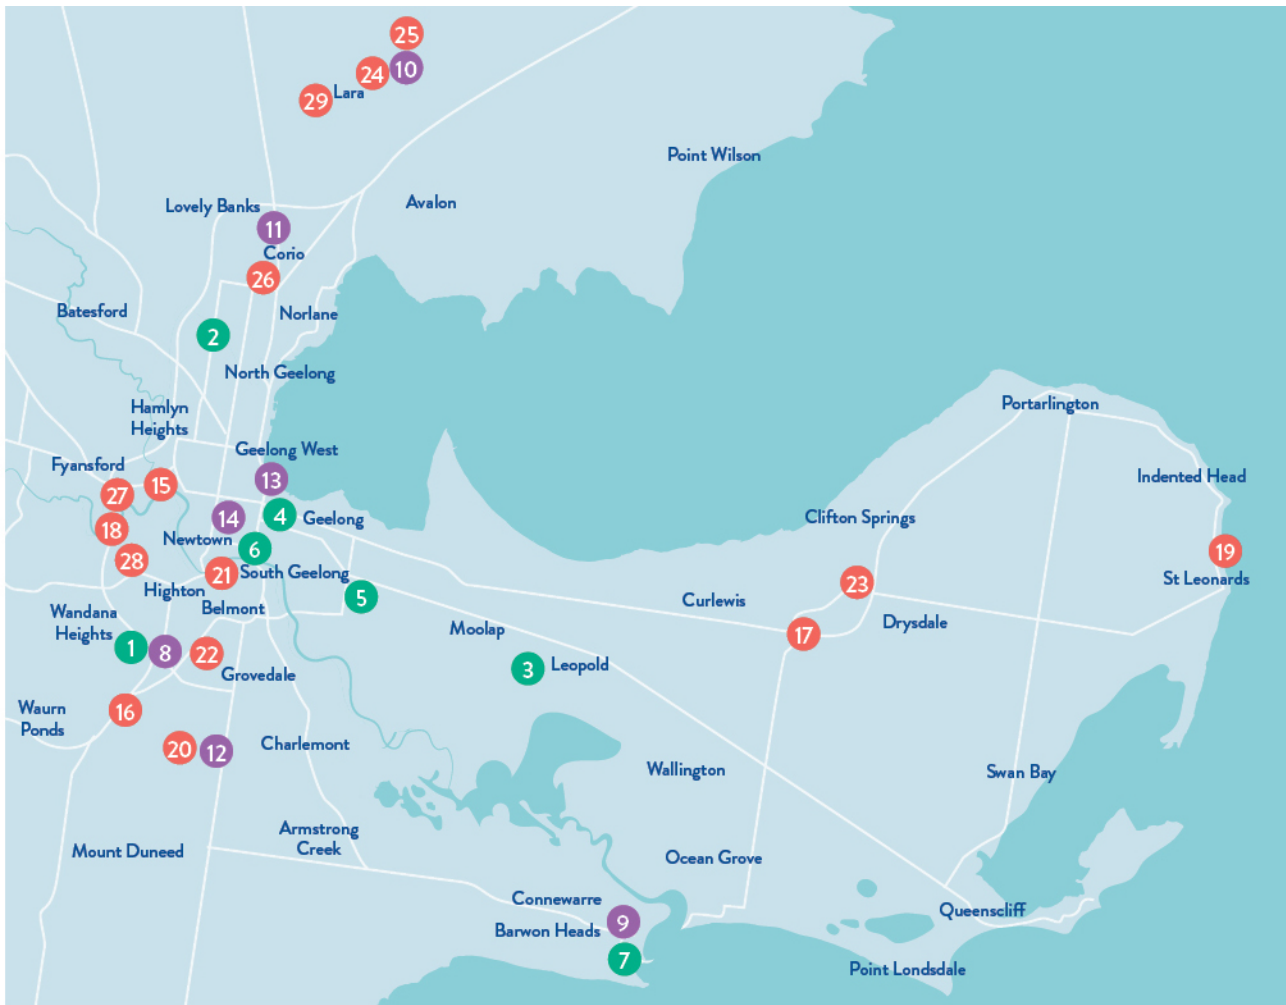 25
24
10
29
Lara
Point Wilson
Avalon
Lovely Banks
11
Corio
26
Batesford
Norlane
2
North Geelong
Hamlyn
Heights
Portarlington
Geelong West
Fyansford
Indented Head
13
15
27
14
4
Geelong
Clifton Springs
18
Newtown
6
19
28
21
South Geelong
St Leonards
23
Highton
5
Curlewis
Wandana
Heights
Belmont
Moolap
17
Drysdale
1
8
22
3
Leopold
Grovedale
Waurn
Ponds
16
20
12
Charlemont
Wallington
Swan Bay
Armstrong
Creek
Mount Duneed
Ocean Grove
Connewarre
9
Barwon Heads
Queenscliff
7
Point Londsdale